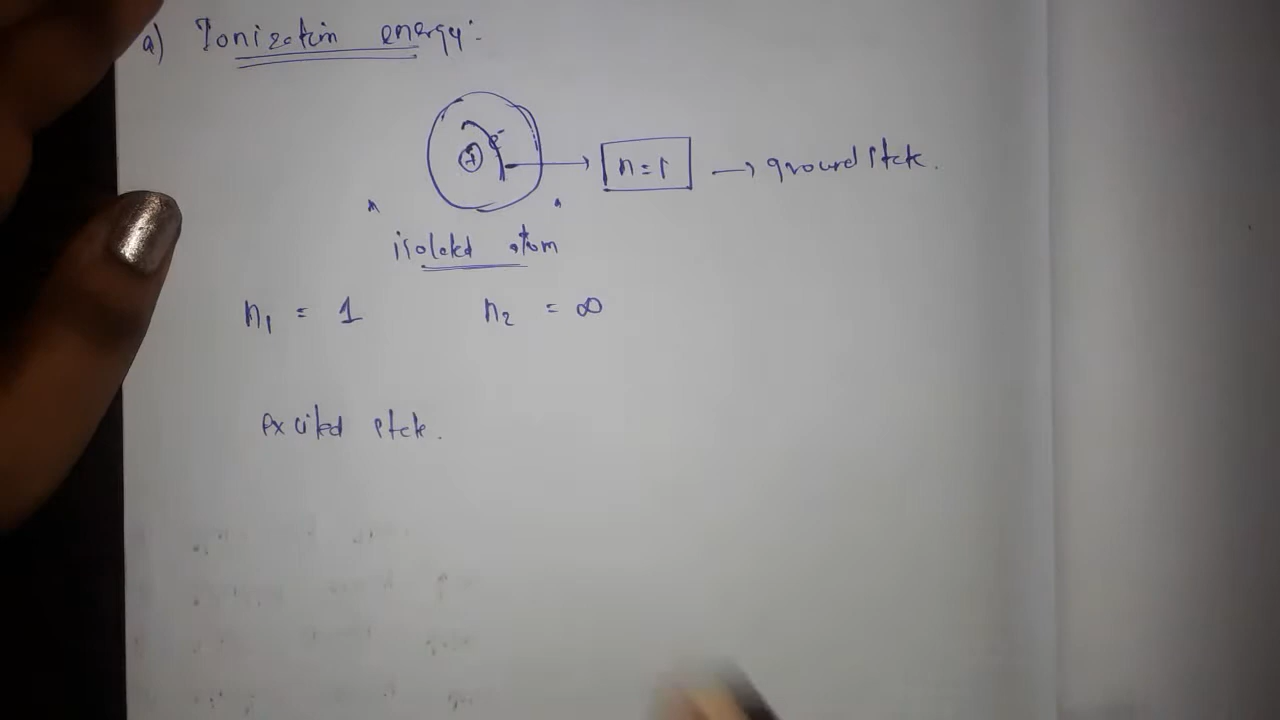 a) Ionization energy:
e-
+
n = 1 → ground state.
isolated atom
n₁ = 1 n₂ = ∞
excited state.